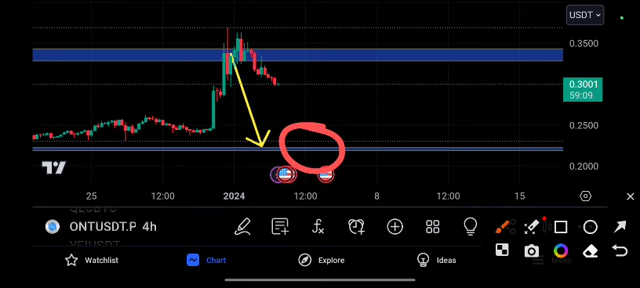 USDT
0.3500
0.3001
59:09
0.2500
0.2000
TV
25 12:00 2024 12:00 8 12:00 15
ONTUSDT.P 4h
Watchlist Chart Explore Ideas